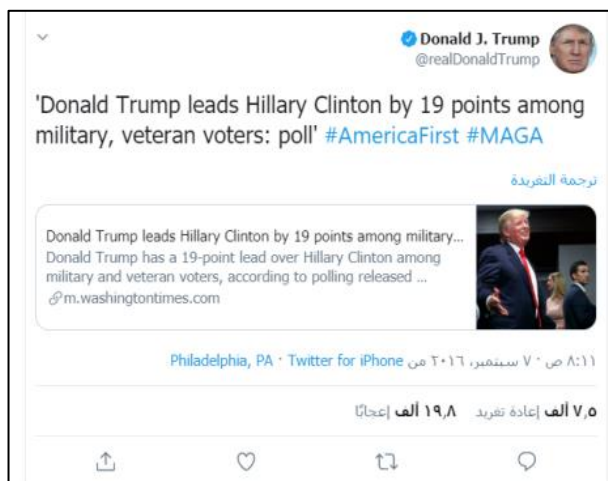 Donald J. Trump
@realDonaldTrump
'Donald Trump leads Hillary Clinton by 19 points among
military, veteran voters: poll' #AmericaFirst #MAGA
ترجمة التغريدة
Donald Trump leads Hillary Clinton by 19 points among military...
Donald Trump has a 19-point lead over Hillary Clinton among
military and veteran voters, according to polling released ...
m.washingtontimes.com
٨:١١ ص · ٧ سبتمبر، ٢٠١٦ من Philadelphia, PA · Twitter for iPhone
٧,٥ ألف إعادة تغريد ١٩,٨ ألف إعجابًا